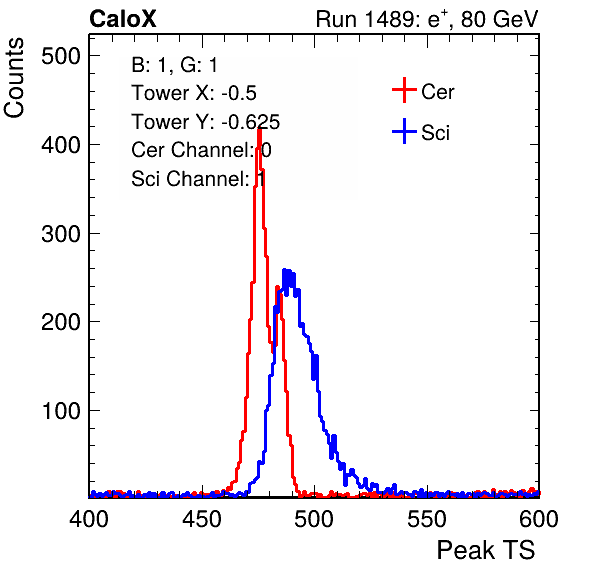 CaloX Run 1489: e+, 80 GeV
Counts
B: 1, G: 1
Tower X: -0.5
Tower Y: -0.625
Cer Channel: 0
Sci Channel: 1
Cer
Sci
500
400
300
200
100
400 450 500 550 600
Peak TS